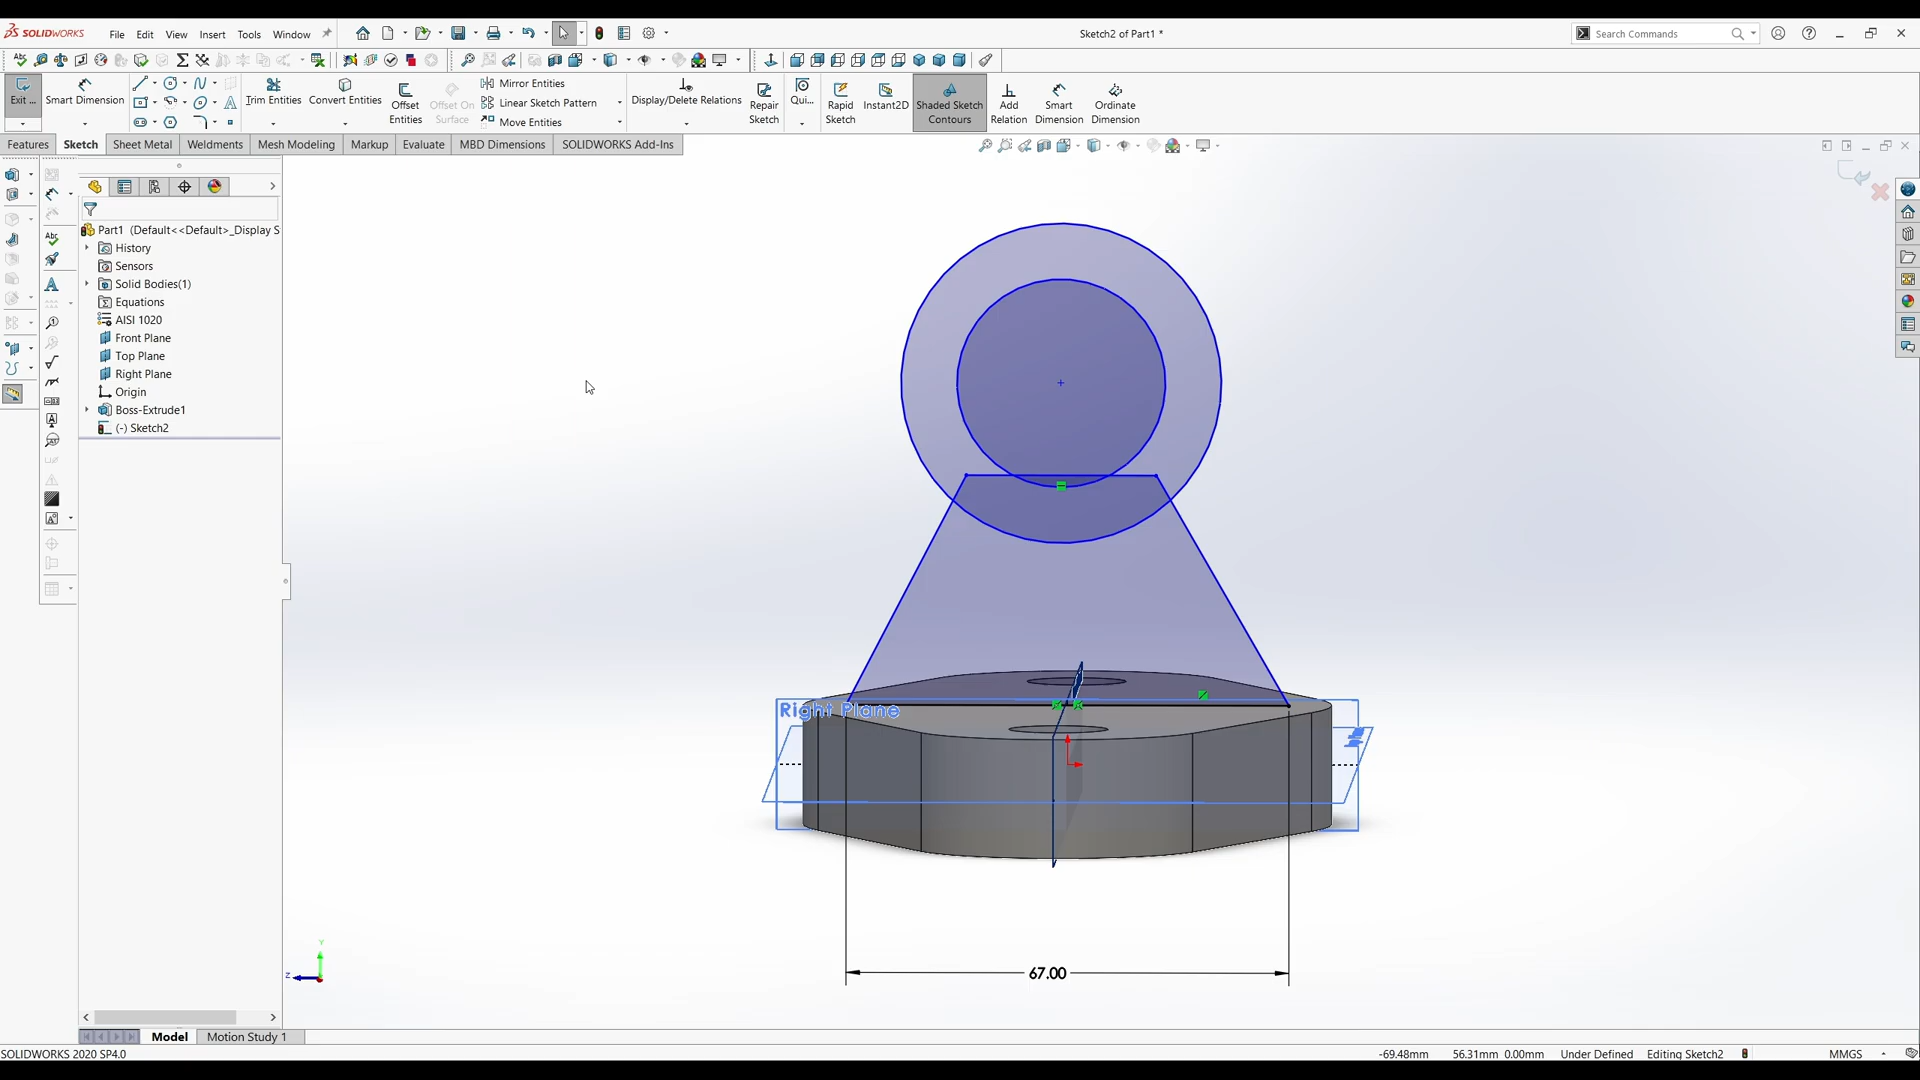 SOLIDWORKS File Edit View Insert Tools Window Sketch2 of Part1 * Search Commands
Exit ... Smart Dimension Trim Entities Convert Entities Offset Entities Offset On Surface Mirror Entities Linear Sketch Pattern Move Entities Display/Delete Relations Repair Sketch Qui... Rapid Sketch Instant2D Shaded Sketch Contours Add Relation Smart Dimension Ordinate Dimension
Features Sketch Sheet Metal Weldments Mesh Modeling Markup Evaluate MBD Dimensions SOLIDWORKS Add-Ins
Part1 (Default<<Default>_Display S
History
Sensors
Solid Bodies(1)
Equations
AISI 1020
Front Plane
Top Plane
Right Plane
Origin
Boss-Extrude1
(-) Sketch2
Right Plane
67.00
Y
Z
Model Motion Study 1
SOLIDWORKS 2020 SP4.0 -69.48mm 56.31mm 0.00mm Under Defined Editing Sketch2 MMGS